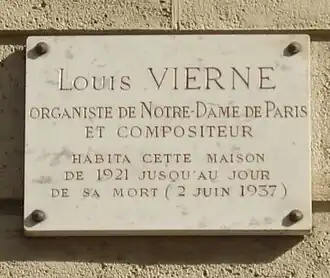 Louis VIERNE
ORGANISTE DE NOTRE-DAME DE PARIS
ET COMPOSITEUR
HABITA CETTE MAISON
DE 1921 JUSQU'AU JOUR
DE SA MORT (2 JUIN 1937)